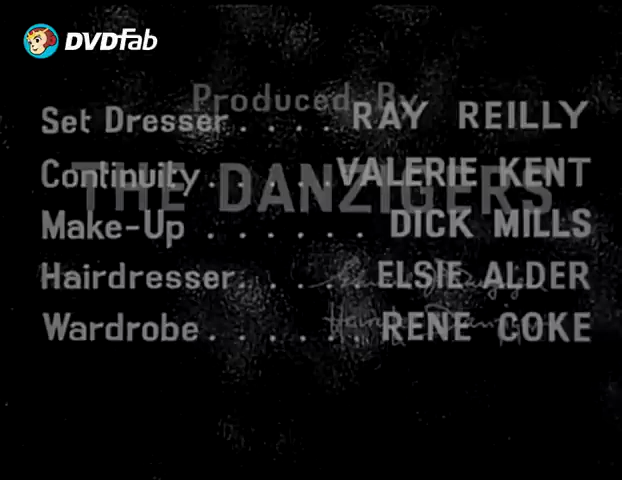 DVDFab
Produced By
Set Dresser . . . . RAY REILLY
THE DANZIGERS
Continuity . . . . . VALERIE KENT
Make-Up . . . . . . DICK MILLS
Hairdresser . . . . . ELSIE ALDER
Wardrobe . . . . . . RENE COKE